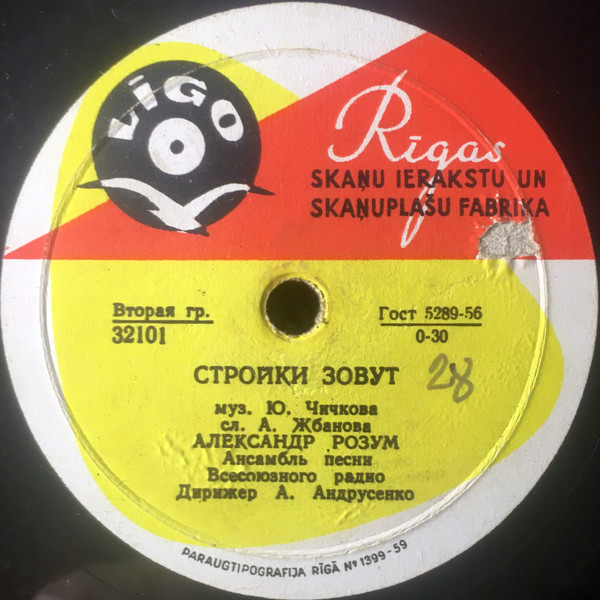 VĪGO
Rīgas
SKAŅU IERAKSTU UN
SKAŅUPLAŠU FABRIKA
Вторая гр.
32101
Гост 5289-56
0-30
СТРОЙКИ ЗОВУТ
28
муз. Ю. Чичкова
сл. А. Жбанова
АЛЕКСАНДР РОЗУМ
Ансамбль песни
Всесоюзного радио
Дирижер А. Андрусенко
PARAUGTIPOGRAFIJA RĪGĀ Nº 1399-59